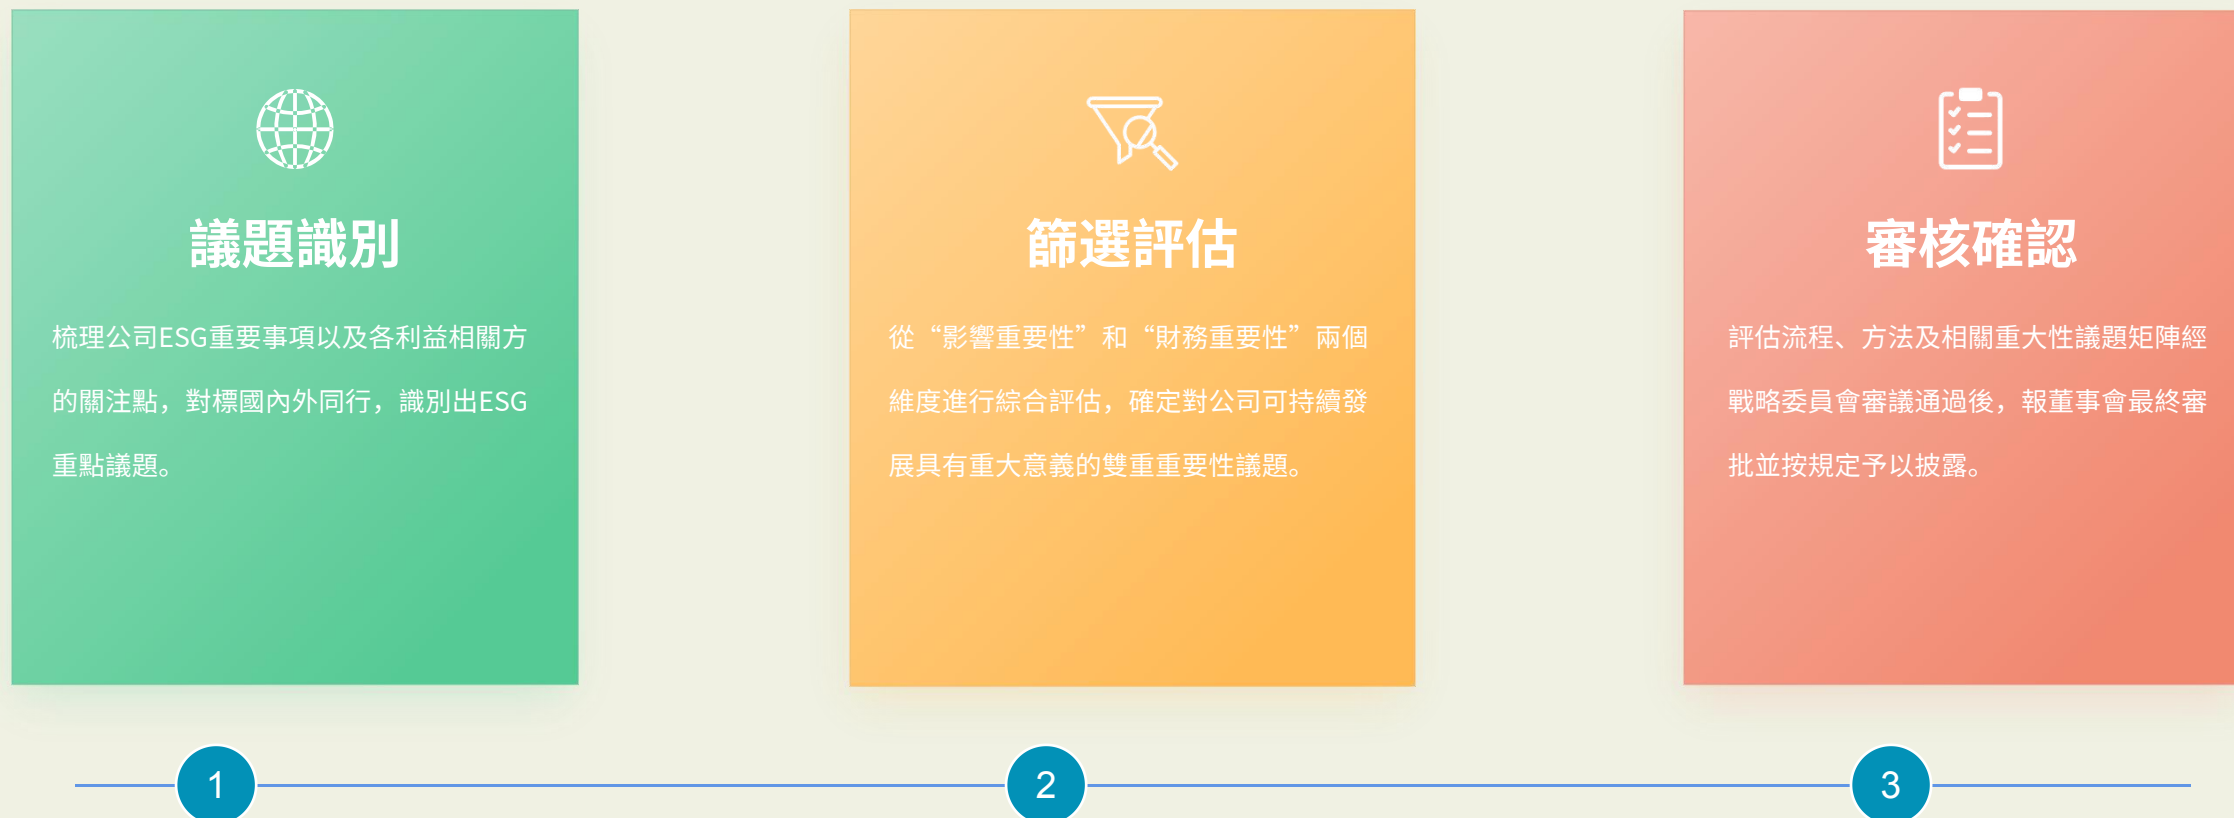 議題識別
梳理公司ESG重要事項以及各利益相關方
的關注點，對標國內外同行，識別出ESG
重點議題。
篩選評估
從“影響重要性”和“財務重要性”兩個
維度進行綜合評估，確定對公司可持續發
展具有重大意義的雙重重要性議題。
審核確認
評估流程、方法及相關重大性議題矩陣經
戰略委員會審議通過後，報董事會最終審
批並按規定予以披露。
1
2
3